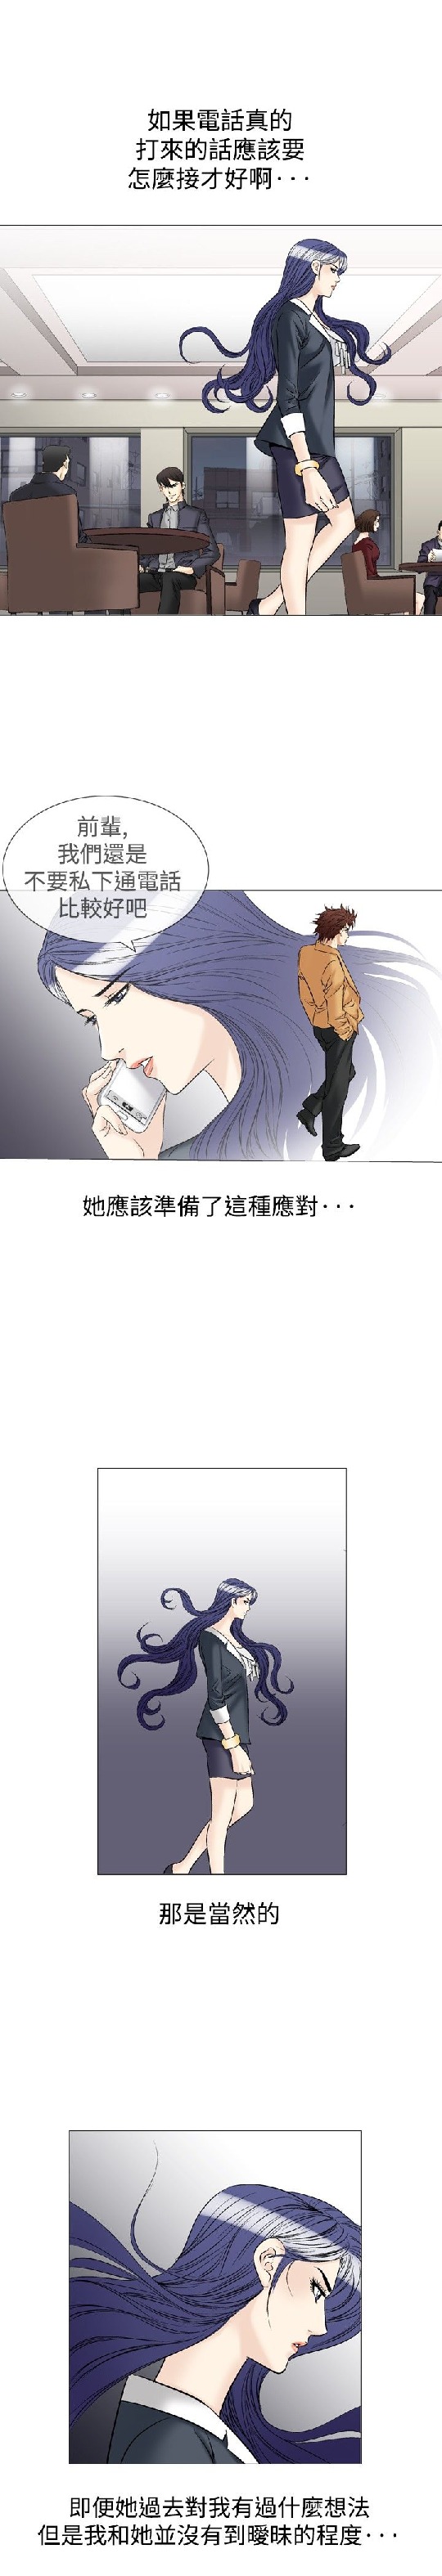 如果電話真的
打來的話應該要
怎麼接才好啊···
前輩,
我們還是
不要私下通電話
比較好吧
她應該準備了這種應對···
那是當然的
即便她過去對我有過什麼想法
但是我和她並沒有到曖昧的程度···